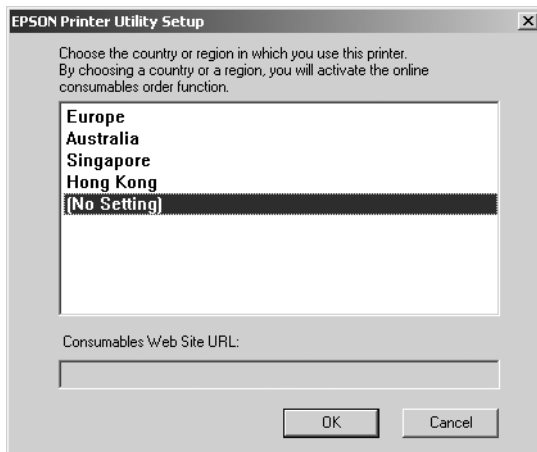 EPSON Printer Utility Setup
Choose the country or region in which you use this printer.
By choosing a country or a region, you will activate the online
consumables order function.
Europe
Australia
Singapore
Hong Kong
(No Setting)
Consumables Web Site URL:
OK
Cancel